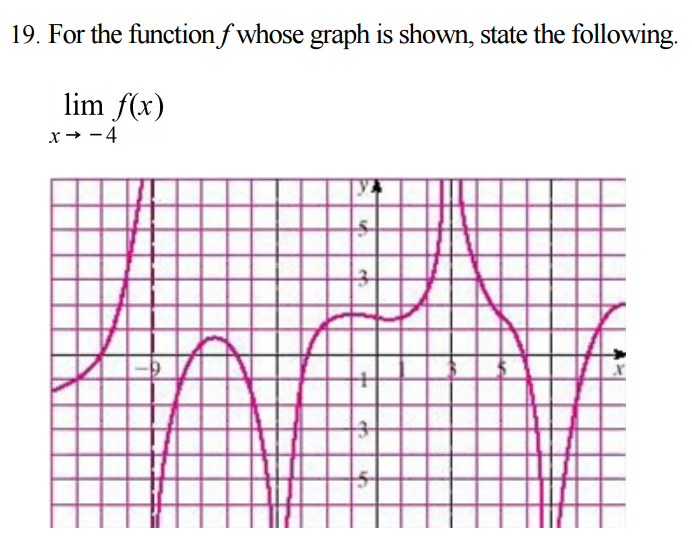 19. For the function f whose graph is shown, state the following.
lim f(x)
x → −4
y
5
3
−9
1
3
5
x
−1
−3
−5